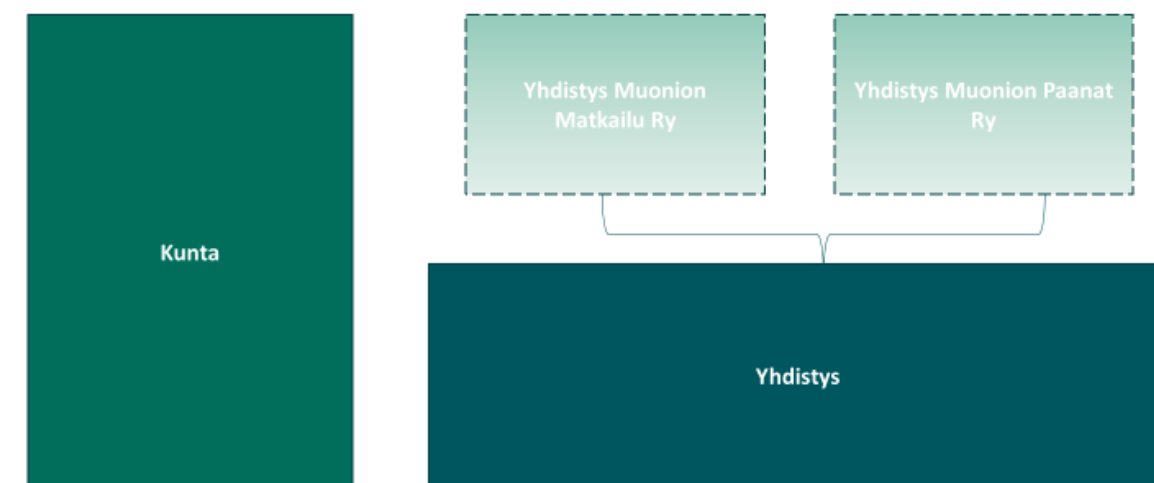 Kunta
Yhdistys Muonion
Matkailu Ry
Yhdistys Muonion Paanat
Ry
Yhdistys